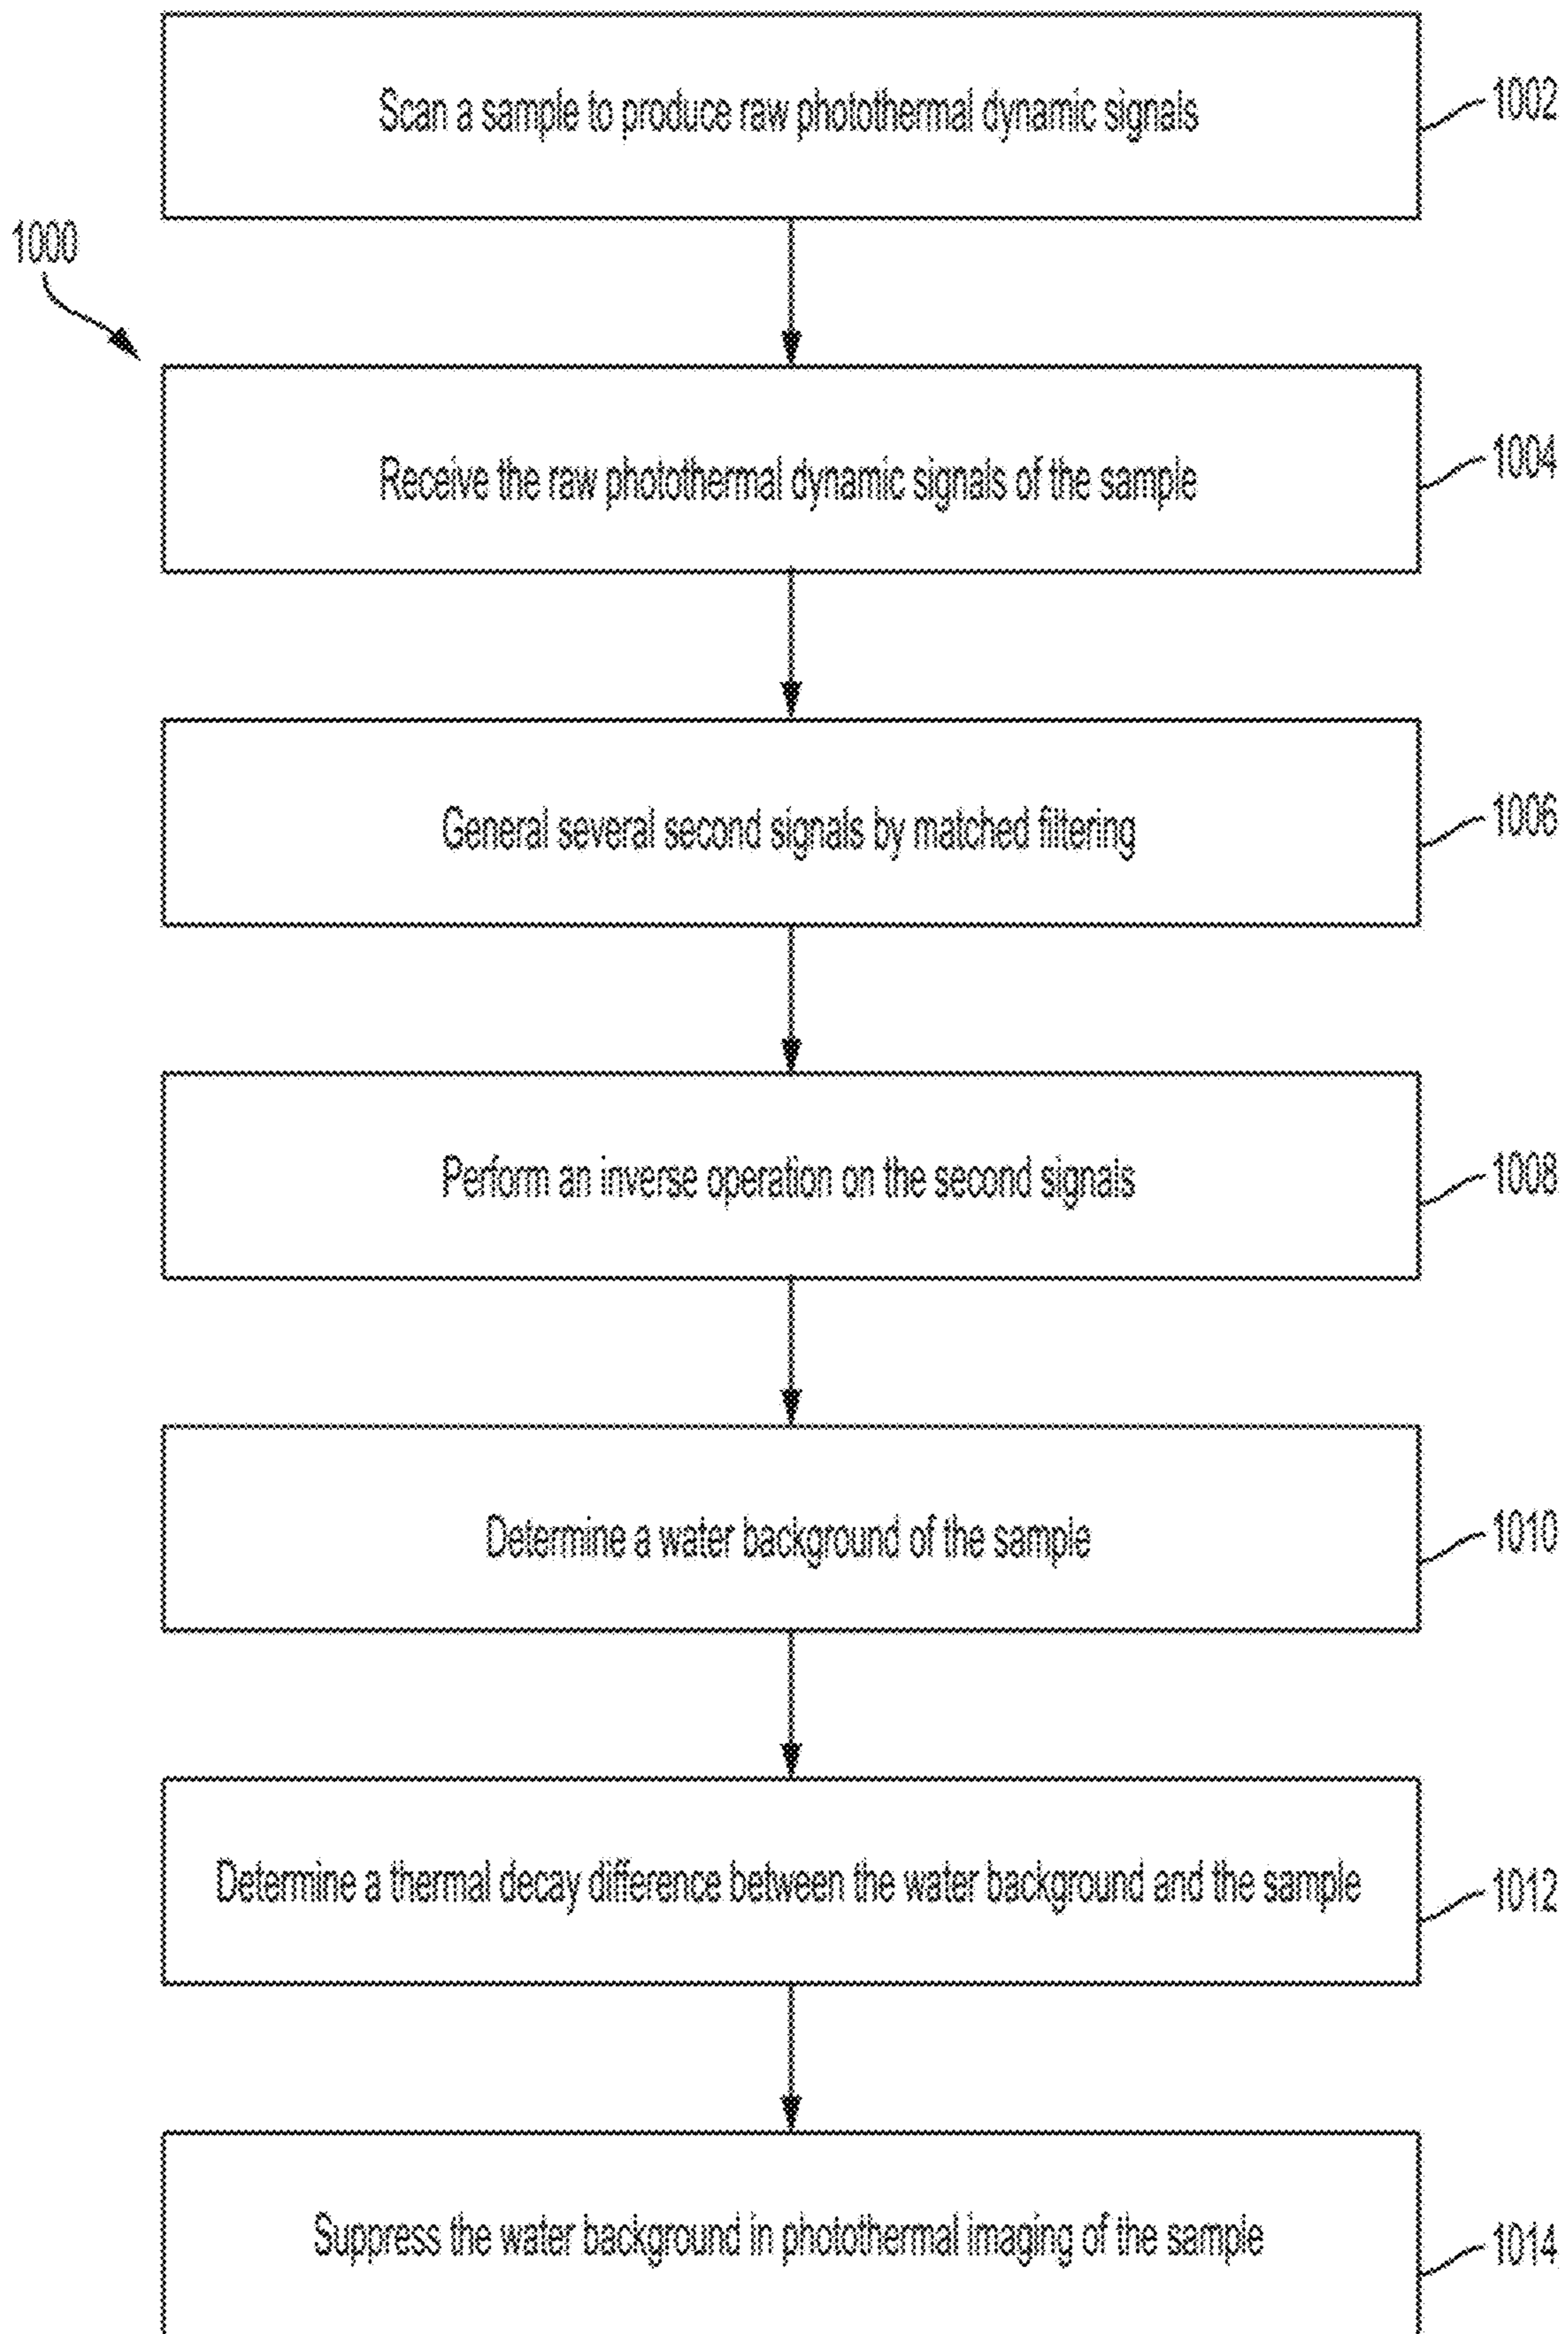 Scan a sample to produce raw photothermal dynamic signals
1002
1000
Receive the raw photothermal dynamic signals of the sample
1004
General several second signals by matched filtering
1006
Perform an inverse operation on the second signals
1008
Determine a water background of the sample
1010
Determine a thermal decay difference between the water background and the sample
1012
Suppress the water background in photothermal imaging of the sample
1014